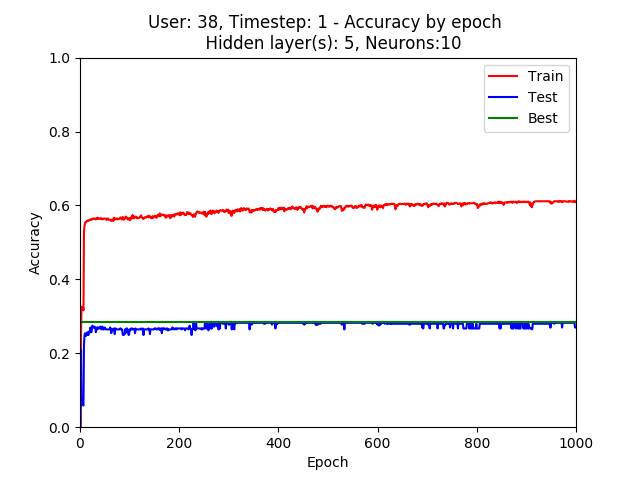 User: 38, Timestep: 1 - Accuracy by epoch
Hidden layer(s): 5, Neurons:10
1.0
Train
Test
Best
0.8
0.6
Accuracy
0.4
0.2
0.0
0 200 400 600 800 1000
Epoch